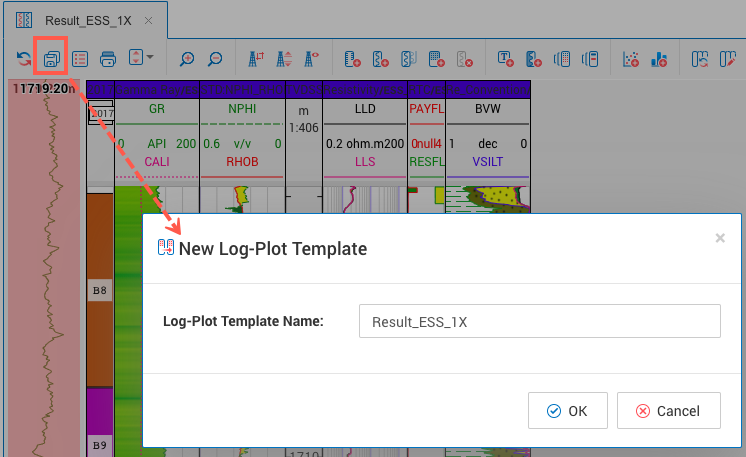 Result_ESS_1X
11719.20
2017
GR
NPHI
m
LLD
PAYFL
BVW
1:406
0 API 200
0.6 v/v 0
0.2 ohm.m200
0null4
1 dec 0
CALI
RHOB
LLS
RESFL
VSILT
New Log-Plot Template
Log-Plot Template Name:
Result_ESS_1X
OK
Cancel
B8
B9
1710